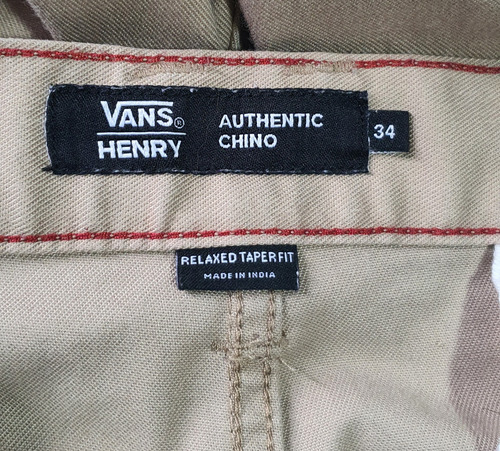 VANS®
HENRY
AUTHENTIC
CHINO
34
RELAXED TAPER FIT
MADE IN INDIA